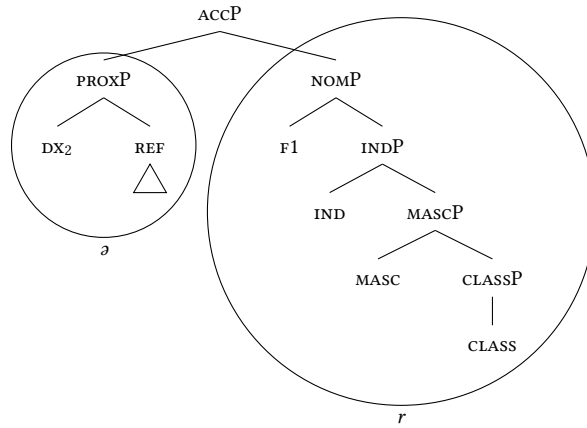 ACCP
PROXP NOMP
DX₂ REF F1 INDP
IND MASCP
ə
MASC CLASSP
CLASS
r